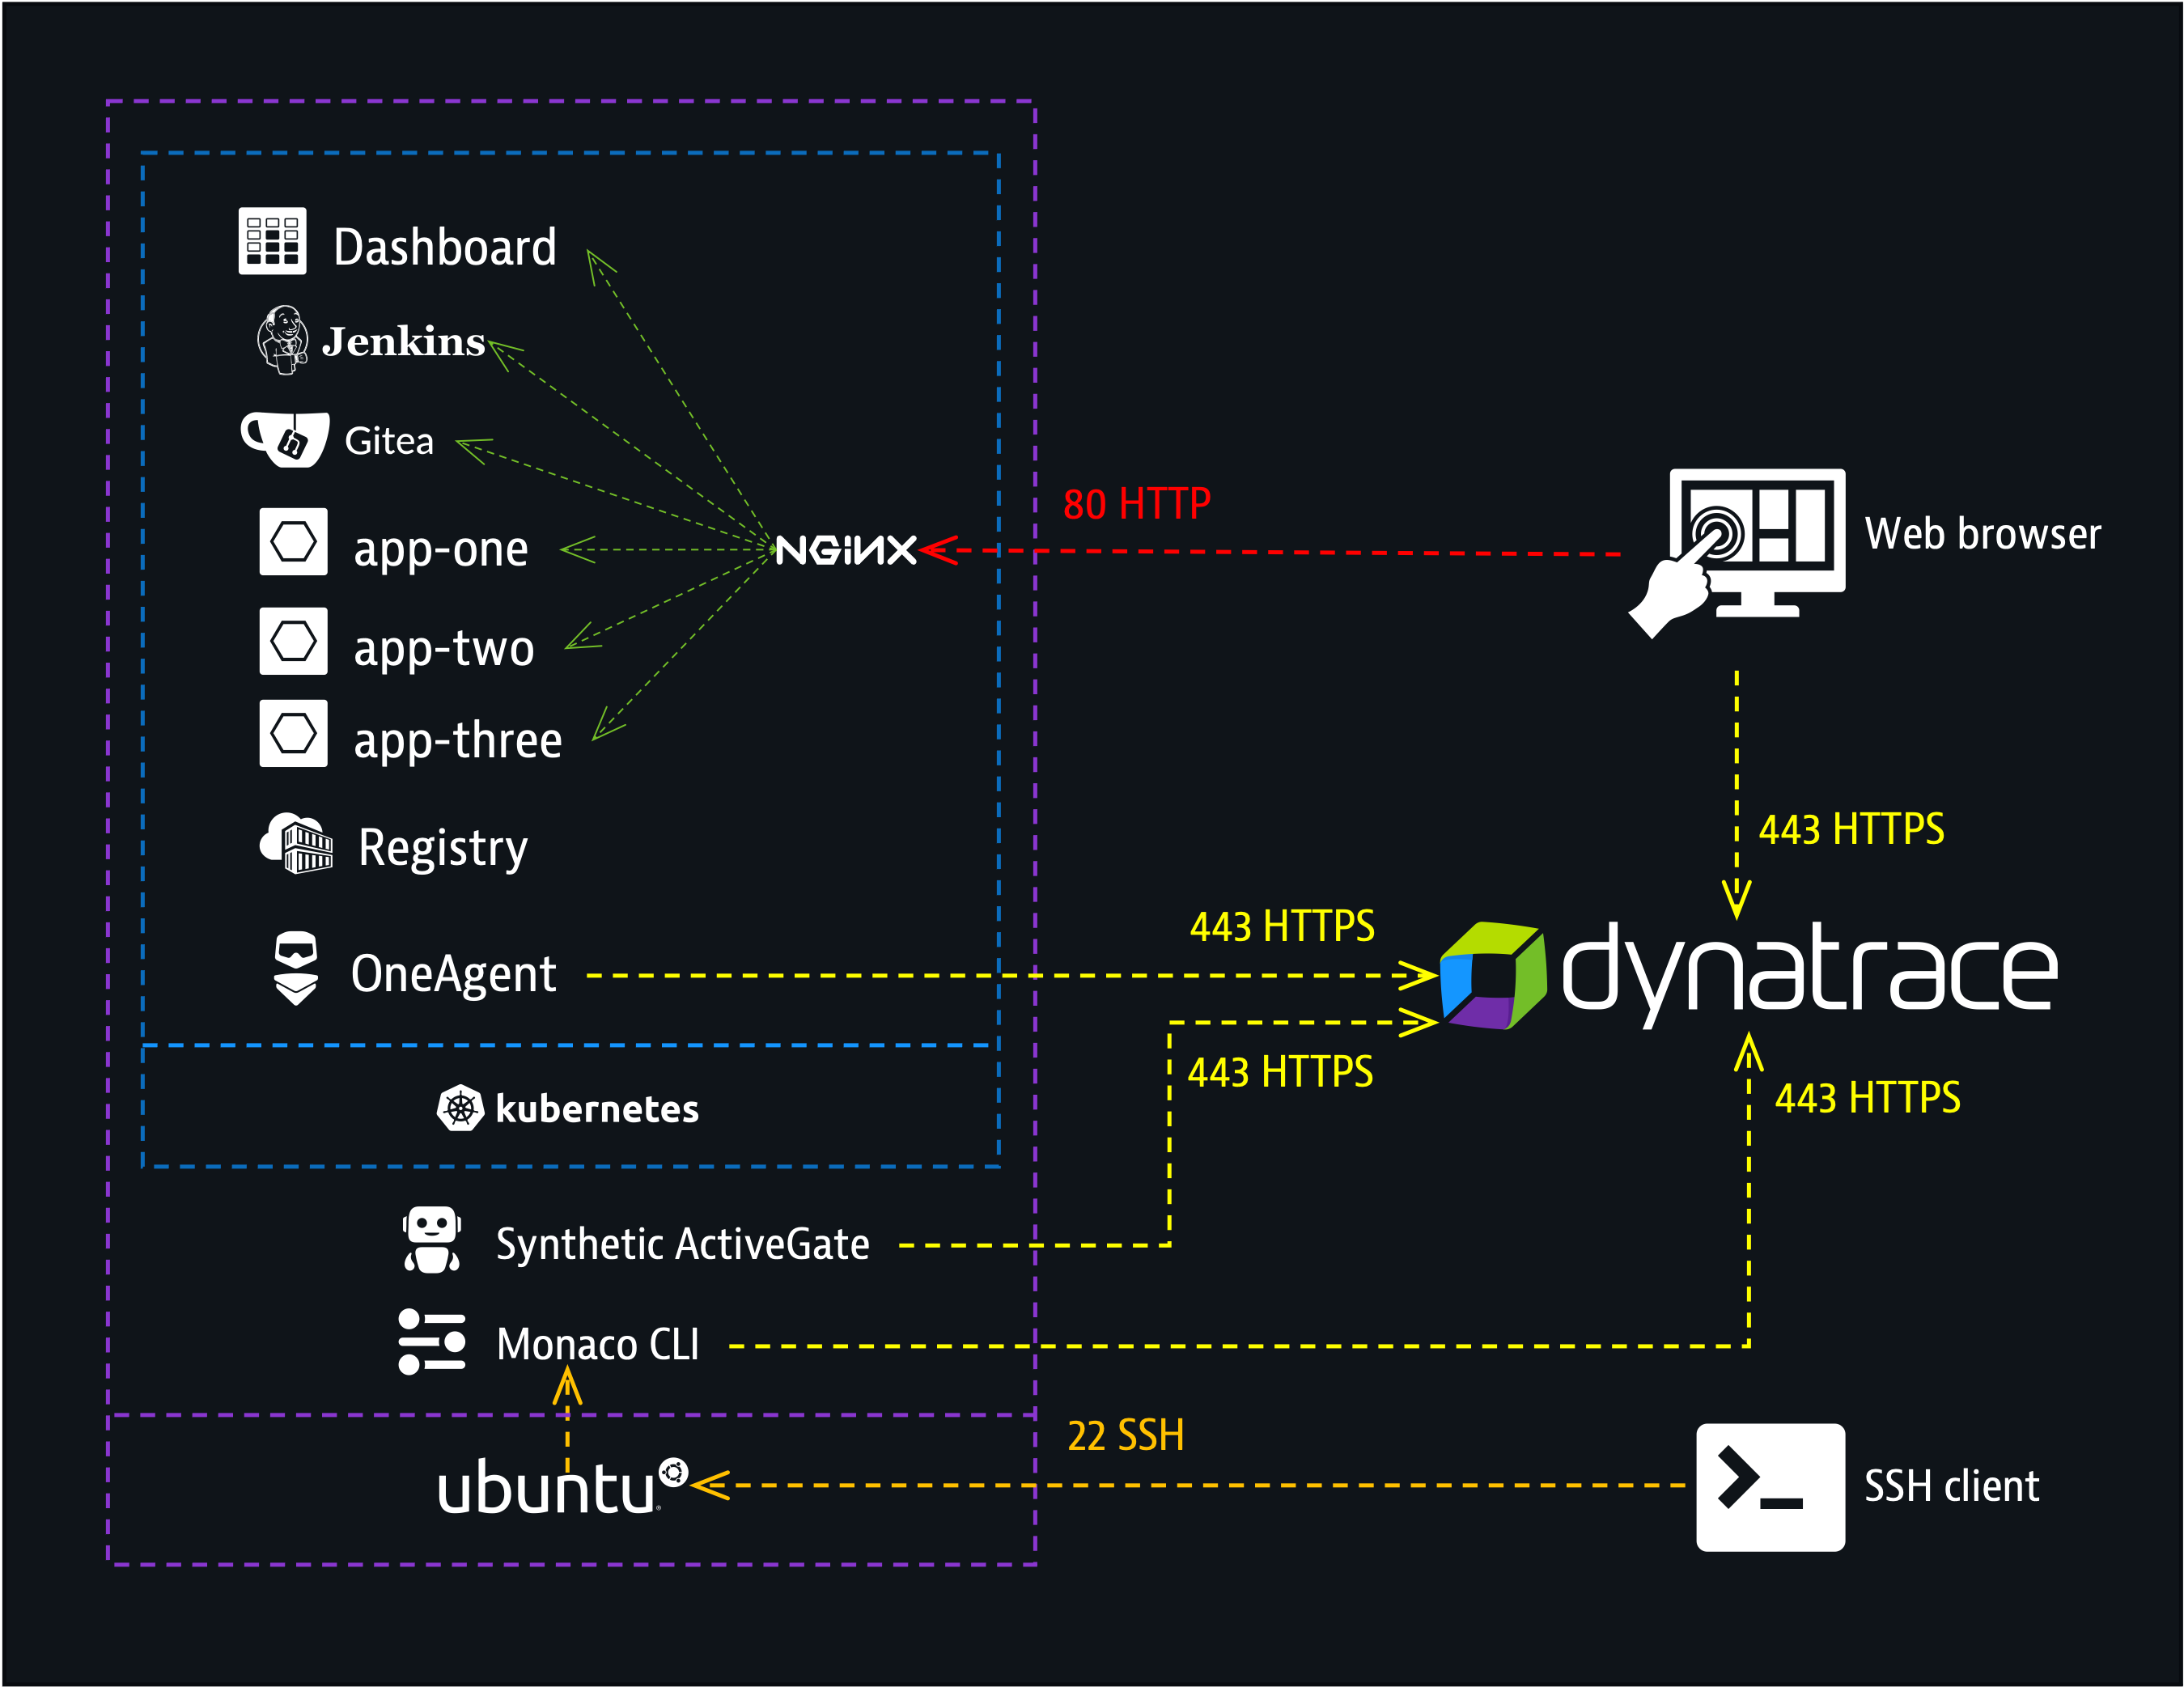 Dashboard
Jenkins
Gitea
app-one
NGINX
80 HTTP
Web browser
app-two
app-three
443 HTTPS
Registry
443 HTTPS
OneAgent
dynatrace
443 HTTPS
443 HTTPS
kubernetes
Synthetic ActiveGate
Monaco CLI
22 SSH
ubuntu®
SSH client